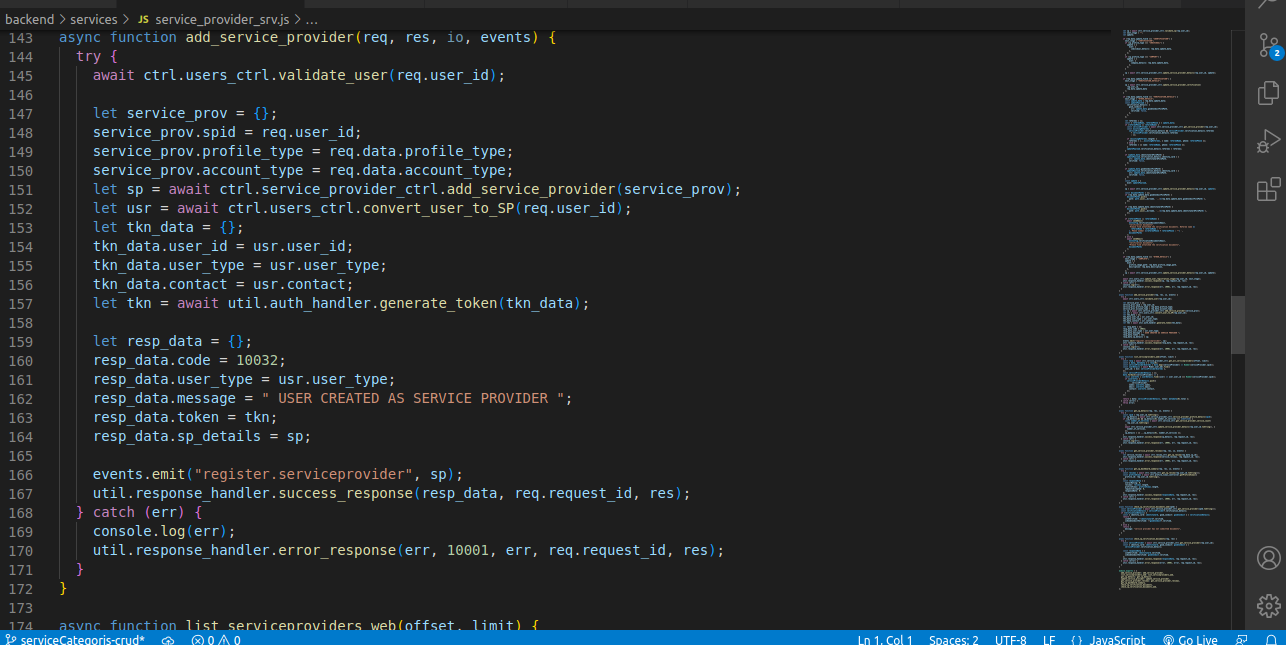 backend > services > JS service_provider_srv.js > ...
143 async function add_service_provider(req, res, io, events) {
144 try {
145 await ctrl.users_ctrl.validate_user(req.user_id);
146
147 let service_prov = {};
148 service_prov.spid = req.user_id;
149 service_prov.profile_type = req.data.profile_type;
150 service_prov.account_type = req.data.account_type;
151 let sp = await ctrl.service_provider_ctrl.add_service_provider(service_prov);
152 let usr = await ctrl.users_ctrl.convert_user_to_SP(req.user_id);
153 let tkn_data = {};
154 tkn_data.user_id = usr.user_id;
155 tkn_data.user_type = usr.user_type;
156 tkn_data.contact = usr.contact;
157 let tkn = await util.auth_handler.generate_token(tkn_data);
158
159 let resp_data = {};
160 resp_data.code = 10032;
161 resp_data.user_type = usr.user_type;
162 resp_data.message = " USER CREATED AS SERVICE PROVIDER ";
163 resp_data.token = tkn;
164 resp_data.sp_details = sp;
165
166 events.emit("register.serviceprovider", sp);
167 util.response_handler.success_response(resp_data, req.request_id, res);
168 } catch (err) {
169 console.log(err);
170 util.response_handler.error_response(err, 10001, err, req.request_id, res);
171 }
172 }
173
174 async function list_serviceproviders_web(offset, limit) {
2
serviceCategoris-crud* 0 0 Ln 1, Col 1 Spaces: 2 UTF-8 LF {} JavaScript Go Live